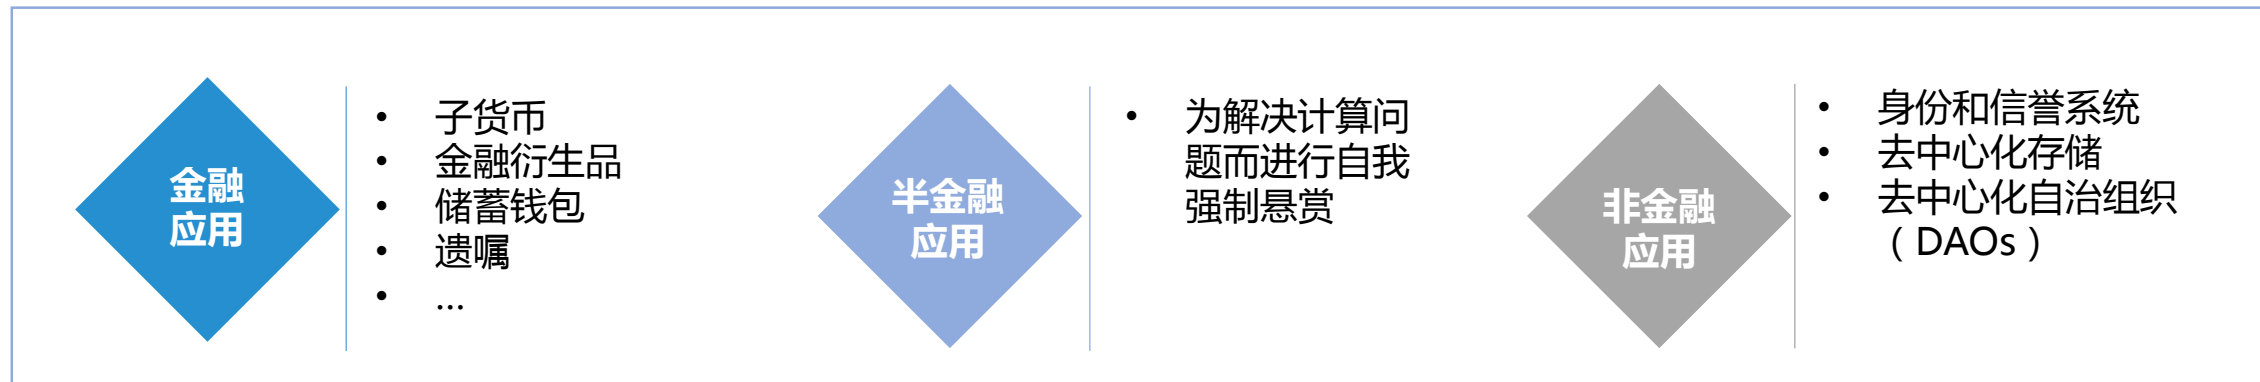 金融
应用
• 子货币
• 金融衍生品
• 储蓄钱包
• 遗嘱
• ...
半金融
应用
• 为解决计算问
题而进行自我
强制悬赏
非金融
应用
• 身份和信誉系统
• 去中心化存储
• 去中心化自治组织
（DAOs）